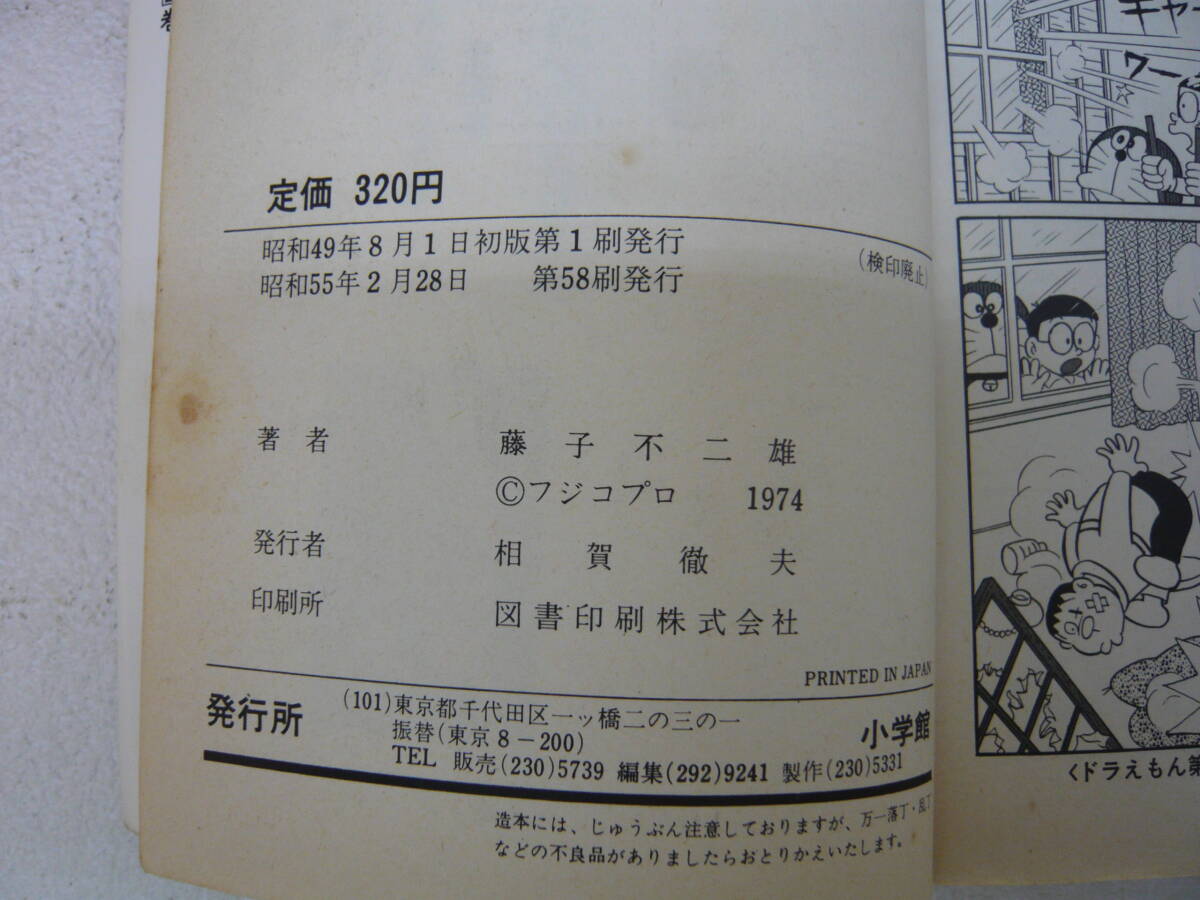 巻
定価 320円
昭和49年8月1日初版第1刷発行
昭和55年2月28日 第58刷発行
(検印廃止)
著者 藤子不二雄
©フジコプロ 1974
発行者 相賀徹夫
印刷所 図書印刷株式会社
PRINTED IN JAPAN
発行所 (101)東京都千代田区一ッ橋二の三の一
振替(東京8-200) 小学館
TEL 販売(230)5739 編集(292)9241 製作(230)5331
造本には、じゅうぶん注意しておりますが、万一落丁・乱丁
などの不良品がありましたらおとりかえいたします。
キャー
ワー
<ドラえもん第